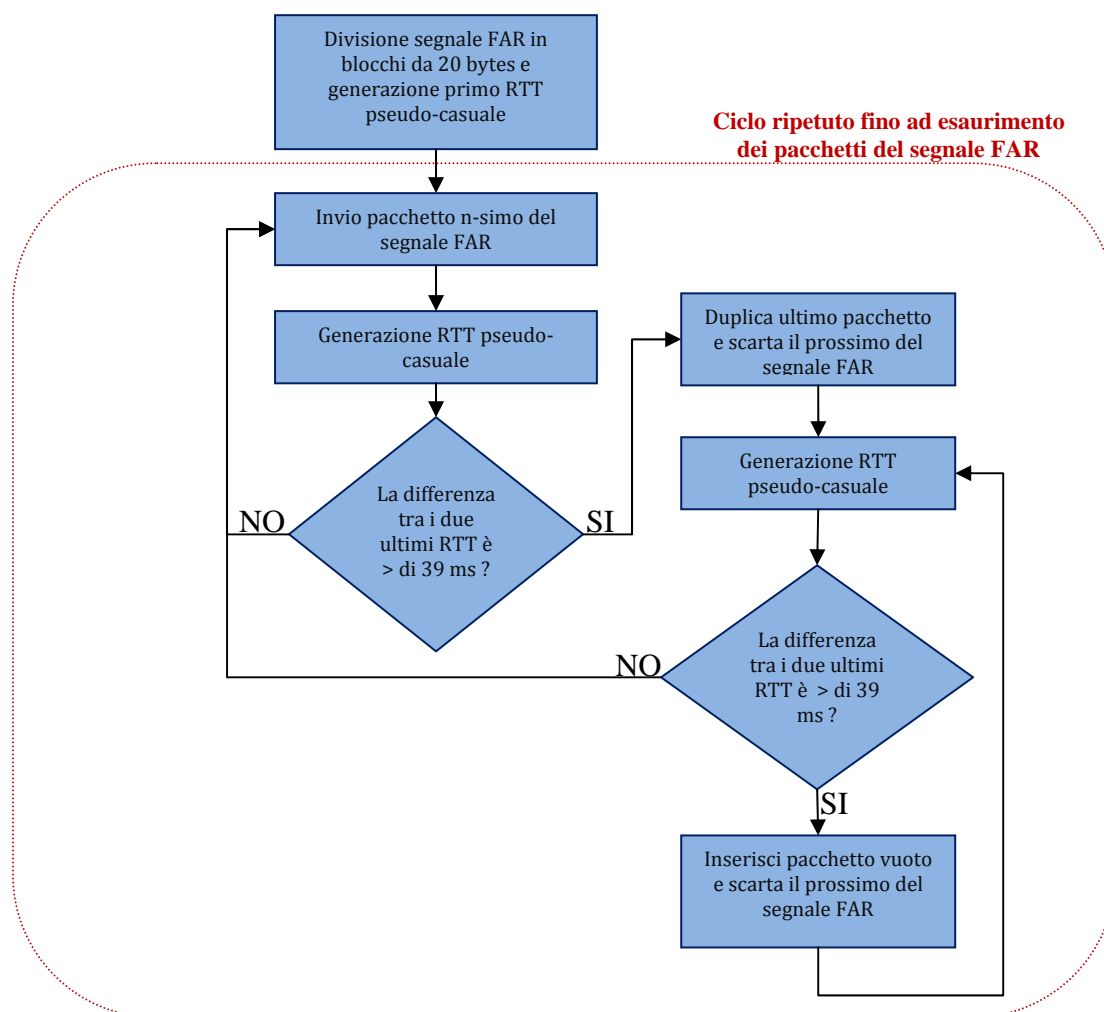 Divisione segnale FAR in
blocchi da 20 bytes e
generazione primo RTT
pseudo-casuale
Ciclo ripetuto fino ad esaurimento
dei pacchetti del segnale FAR
Invio pacchetto n-simo del
segnale FAR
Generazione RTT pseudo-
casuale
Duplica ultimo pacchetto
e scarta il prossimo del
segnale FAR
La differenza
tra i due
ultimi RTT è
> di 39 ms ?
NO
SI
Generazione RTT
pseudo-casuale
La differenza
tra i due ultimi
RTT è > di 39
ms ?
NO
SI
Inserisci pacchetto vuoto
e scarta il prossimo del
segnale FAR